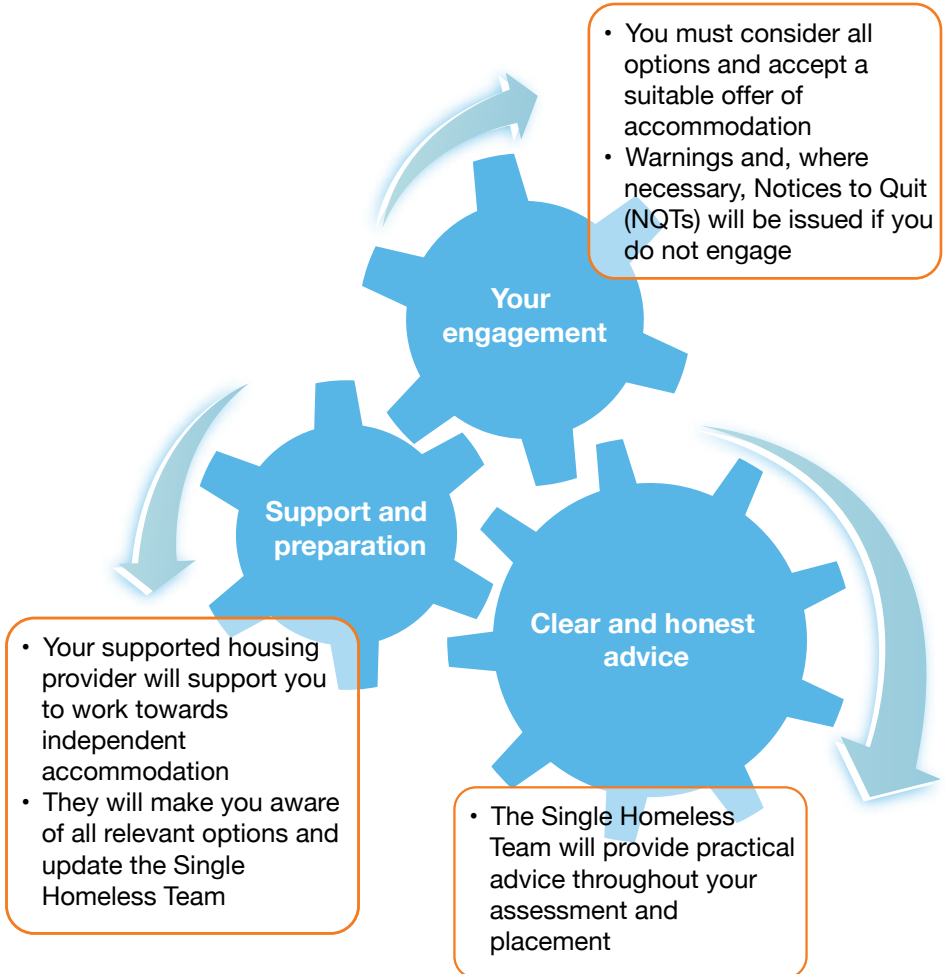 • You must consider all
options and accept a
suitable offer of
accommodation
• Warnings and, where
necessary, Notices to Quit
(NQTs) will be issued if you
do not engage
Your
engagement
Support and
preparation
Clear and honest
advice
• Your supported housing
provider will support you
to work towards
independent
accommodation
• They will make you aware
of all relevant options and
update the Single
Homeless Team
• The Single Homeless
Team will provide practical
advice throughout your
assessment and
placement